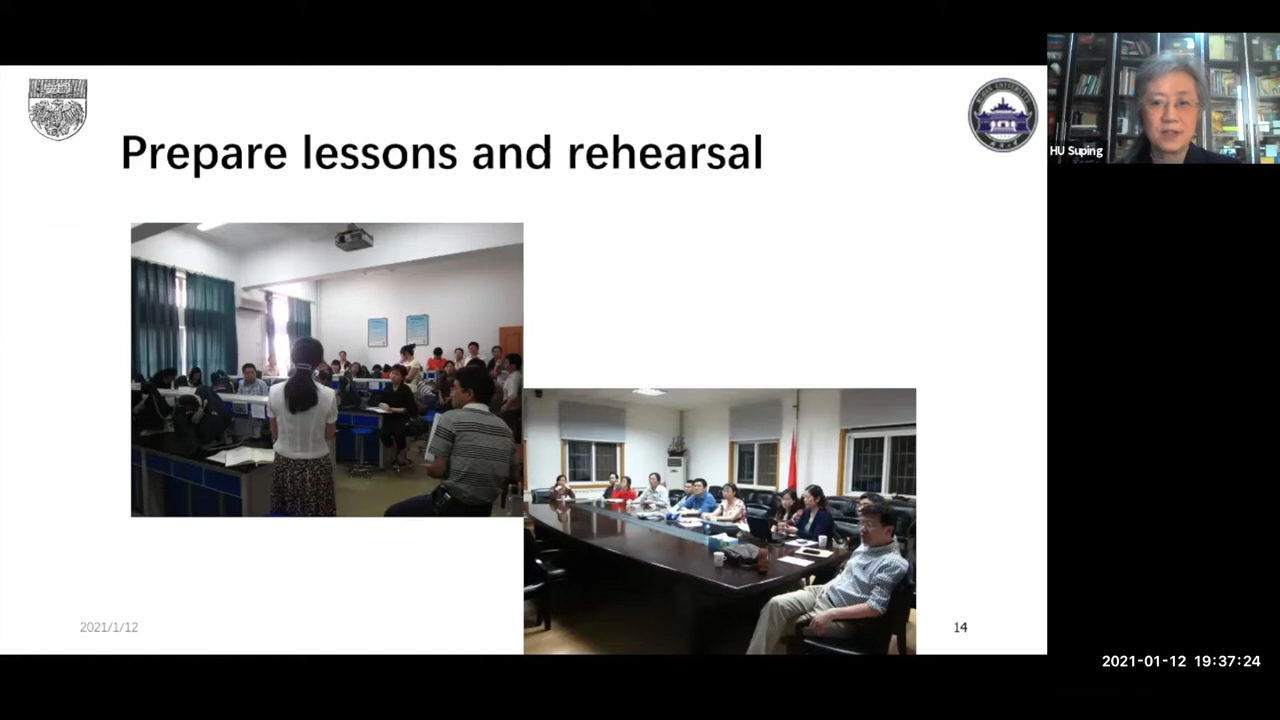 Prepare lessons and rehearsal
HU Suping
2021/1/12
14
2021-01-12 19:37:24